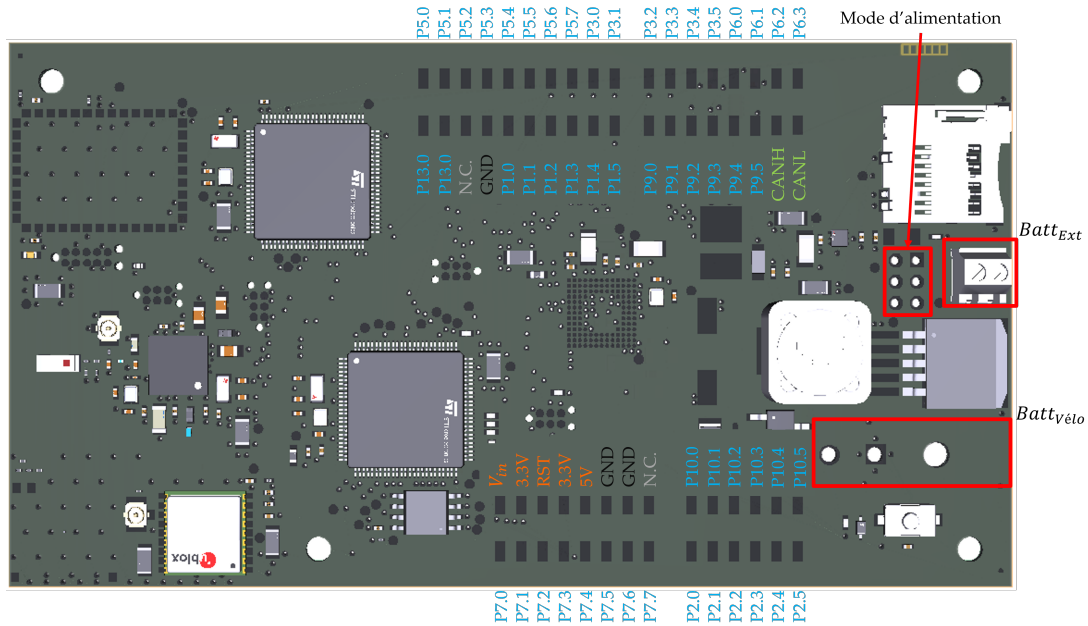 P5.0 P5.1 P5.2 P5.3 P5.4 P5.5 P5.6 P5.7 P3.0 P3.1 P3.2 P3.3 P3.4 P3.5 P6.0 P6.1 P6.2 P6.3
Mode d'alimentation
P13.0 P13.0 N.C. GND P1.0 P1.1 P1.2 P1.3 P1.4 P1.5 P9.0 P9.1 P9.2 P9.3 P9.4 P9.5 CANH CANL
Batt_Ext
Batt_Vélo
V_in 3.3V RST 3.3V 5V GND GND N.C. P10.0 P10.1 P10.2 P10.3 P10.4 P10.5
ublox
P7.0 P7.1 P7.2 P7.3 P7.4 P7.5 P7.6 P7.7 P2.0 P2.1 P2.2 P2.3 P2.4 P2.5